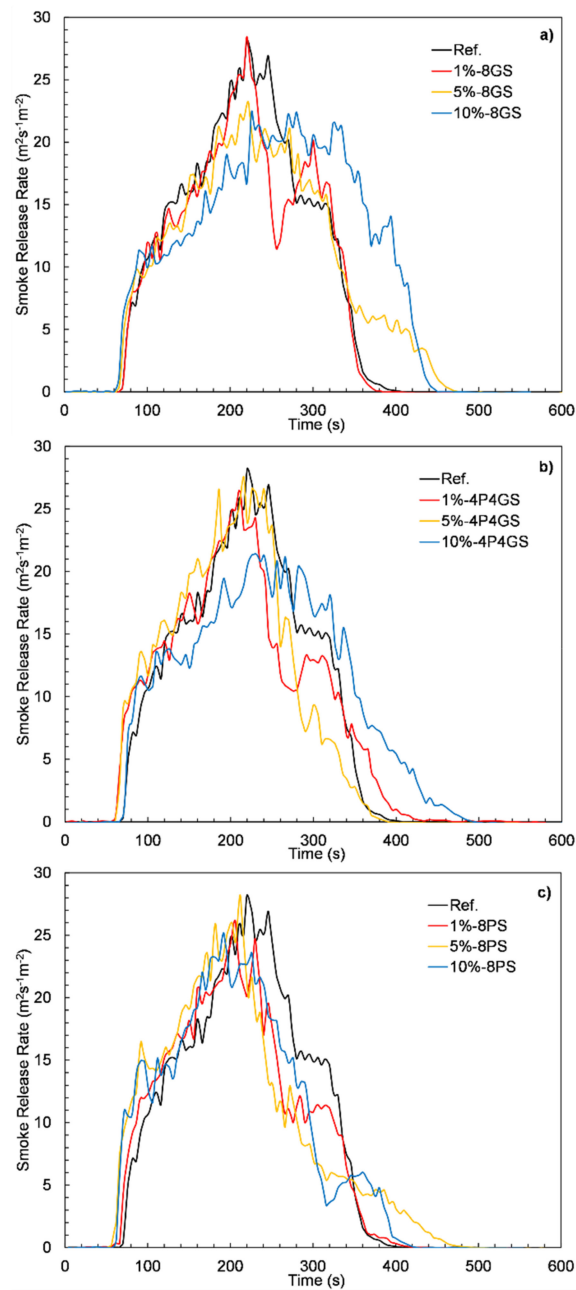 a)
30
25
20
15
10
5
0
Smoke Release Rate (m²s⁻¹m⁻²)
Ref.
1%-8GS
5%-8GS
10%-8GS
0 100 200 300 400 500 600
Time (s)
b)
30
25
20
15
10
5
0
Smoke Release Rate (m²s⁻¹m⁻²)
Ref.
1%-4P4GS
5%-4P4GS
10%-4P4GS
0 100 200 300 400 500 600
Time (s)
c)
30
25
20
15
10
5
0
Smoke Release Rate (m²s⁻¹m⁻²)
Ref.
1%-8PS
5%-8PS
10%-8PS
0 100 200 300 400 500 600
Time (s)